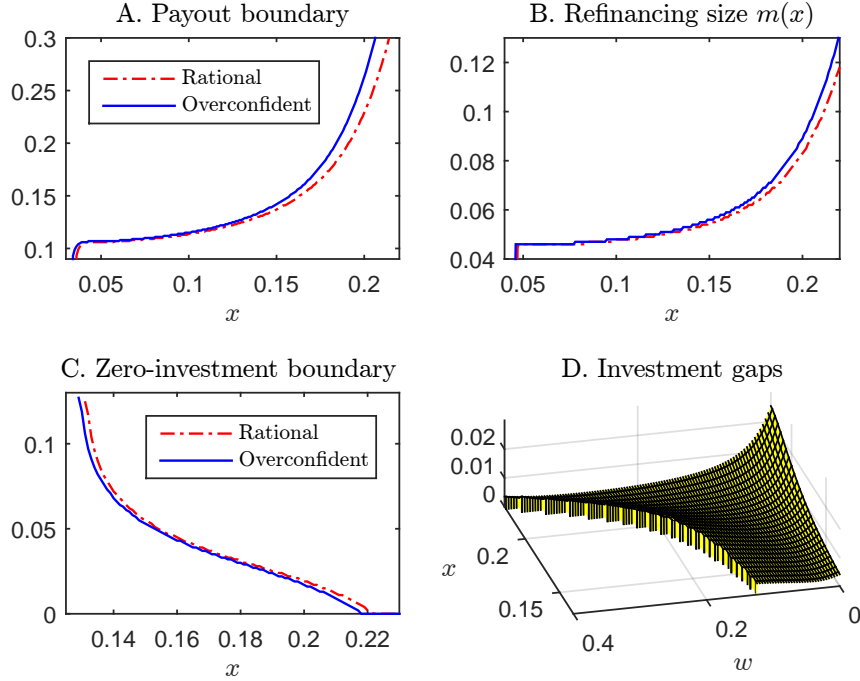 A. Payout boundary
0.3
0.25
0.2
0.15
0.1
0.05
0.1
0.15
0.2
x
Rational
Overconfident
B. Refinancing size m(x)
0.12
0.1
0.08
0.06
0.04
0.05
0.1
0.15
0.2
x
C. Zero-investment boundary
0.1
0.05
0
0.14
0.16
0.18
0.2
0.22
x
Rational
Overconfident
D. Investment gaps
0.02
0.01
0
0.2
0.15
x
0.4
0.2
0
w